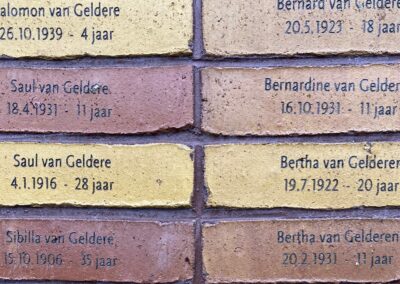 Salomon van Geldere
26.10.1939 - 4 jaar
Saul van Geldere
18.4.1931 - 11 jaar
Saul van Geldere
4.1.1916 - 28 jaar
Sibilla van Geldere
15.10.1906 - 35 jaar
Bernard van Geldere
20.5.1923 - 18 jaar
Bernardine van Geldere
16.10.1931 - 11 jaar
Bertha van Gelderen
19.7.1922 - 20 jaar
Bertha van Gelderen
20.2.1931 - 11 jaar